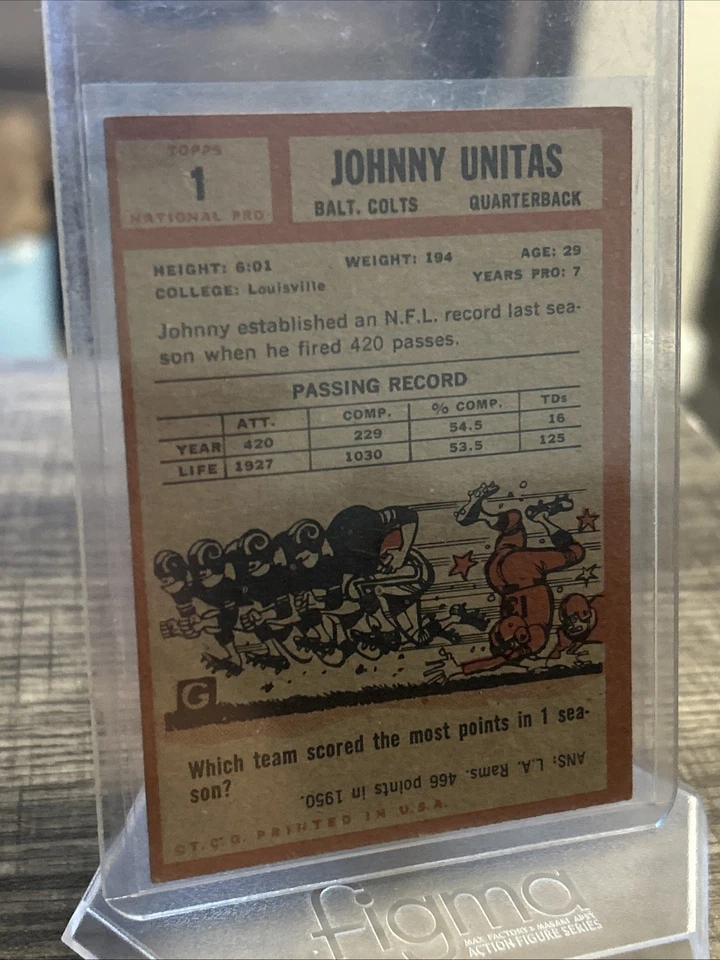 TOPPS
1
NATIONAL PRO
JOHNNY UNITAS
BALT. COLTS QUARTERBACK
HEIGHT: 6:01 WEIGHT: 194 AGE: 29
COLLEGE: Louisville YEARS PRO: 7
Johnny established an N.F.L. record last sea-
son when he fired 420 passes.
PASSING RECORD
ATT. COMP. % COMP. TDs
YEAR 420 229 54.5 16
LIFE 1927 1030 53.5 125
G
Which team scored the most points in 1 sea-
son?
ANS: L.A. Rams. 466 points in 1950.
©T.C.G. PRINTED IN U.S.A.
figma
MAX FACTORY & MASAKI APSY
ACTION FIGURE SERIES